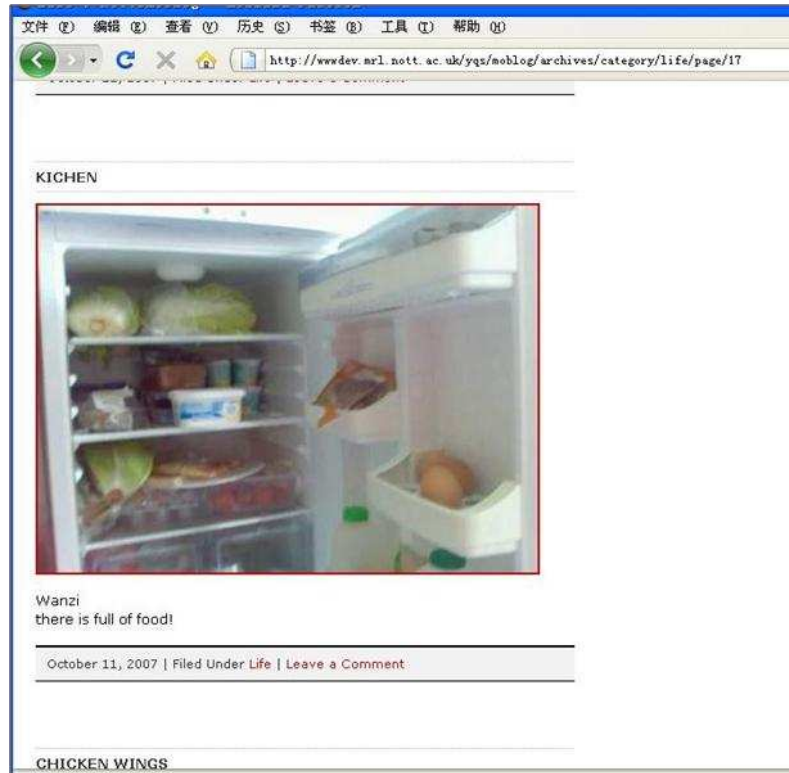 文件 (F) 编辑 (E) 查看 (V) 历史 (S) 书签 (B) 工具 (T) 帮助 (H)
http://wwwdev.mrl.nott.ac.uk/yqs/moblog/archives/category/life/page/17
KICHEN
Wanzi
there is full of food!
October 11, 2007 | Filed Under Life | Leave a Comment
CHICKEN WINGS